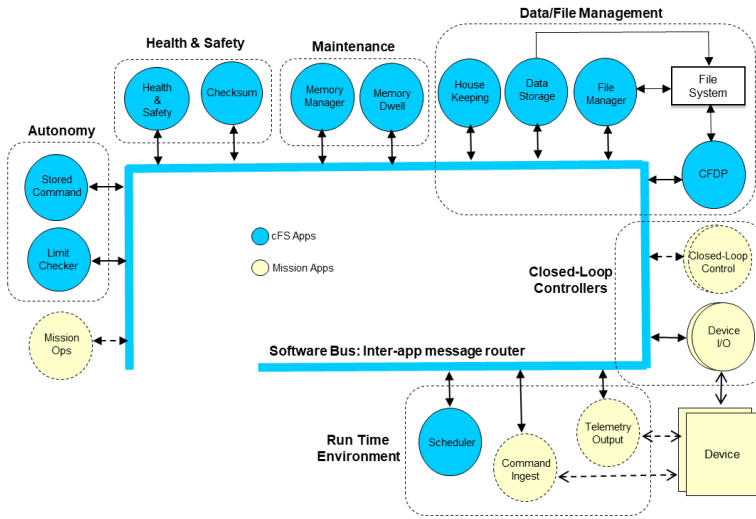 Data/File Management
Health & Safety
Maintenance
Health
&
Safety
Checksum
Memory
Manager
Memory
Dwell
House
Keeping
Data
Storage
File
Manager
File
System
Autonomy
Stored
Command
CFDP
Limit
Checker
cFS Apps
Mission Apps
Closed-Loop
Controllers
Closed-Loop
Control
Mission
Ops
Device
I/O
Software Bus: Inter-app message router
Run Time
Environment
Scheduler
Command
Ingest
Telemetry
Output
Device